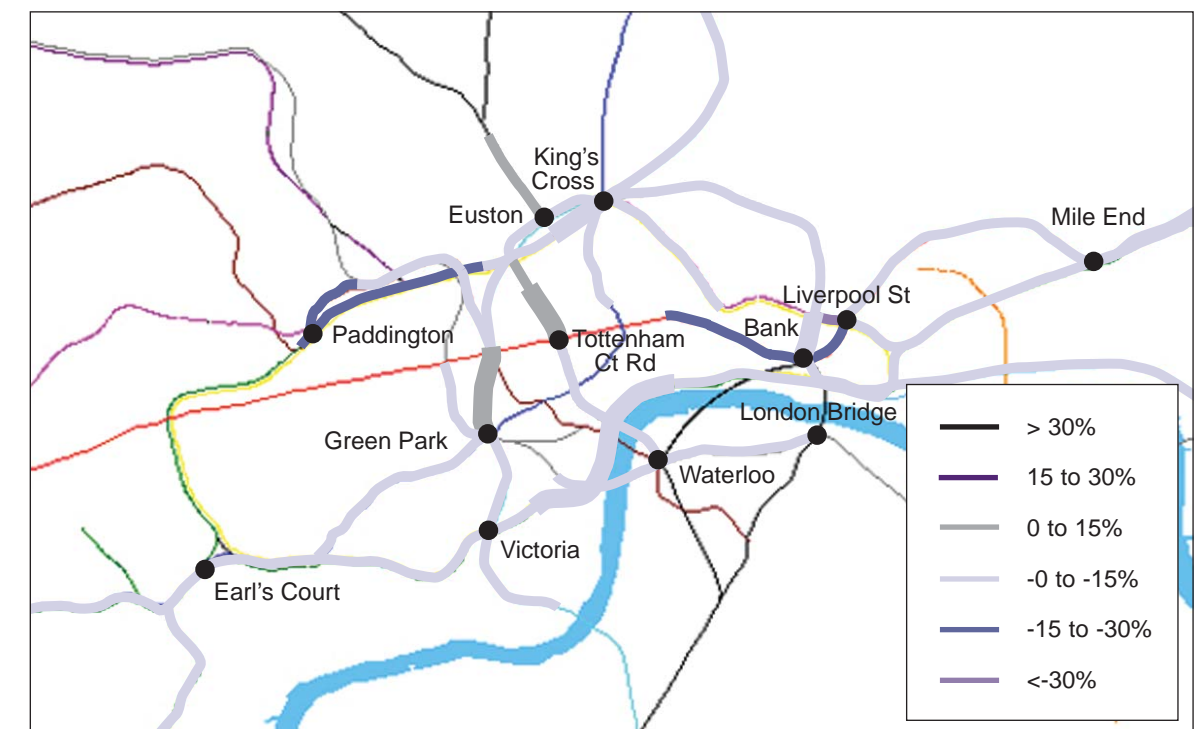 King's
Cross
Euston
Mile End
Liverpool St
Paddington
Bank
Tottenham
Ct Rd
London Bridge
Green Park
Waterloo
Victoria
Earl's Court
> 30%
15 to 30%
0 to 15%
-0 to -15%
-15 to -30%
<-30%